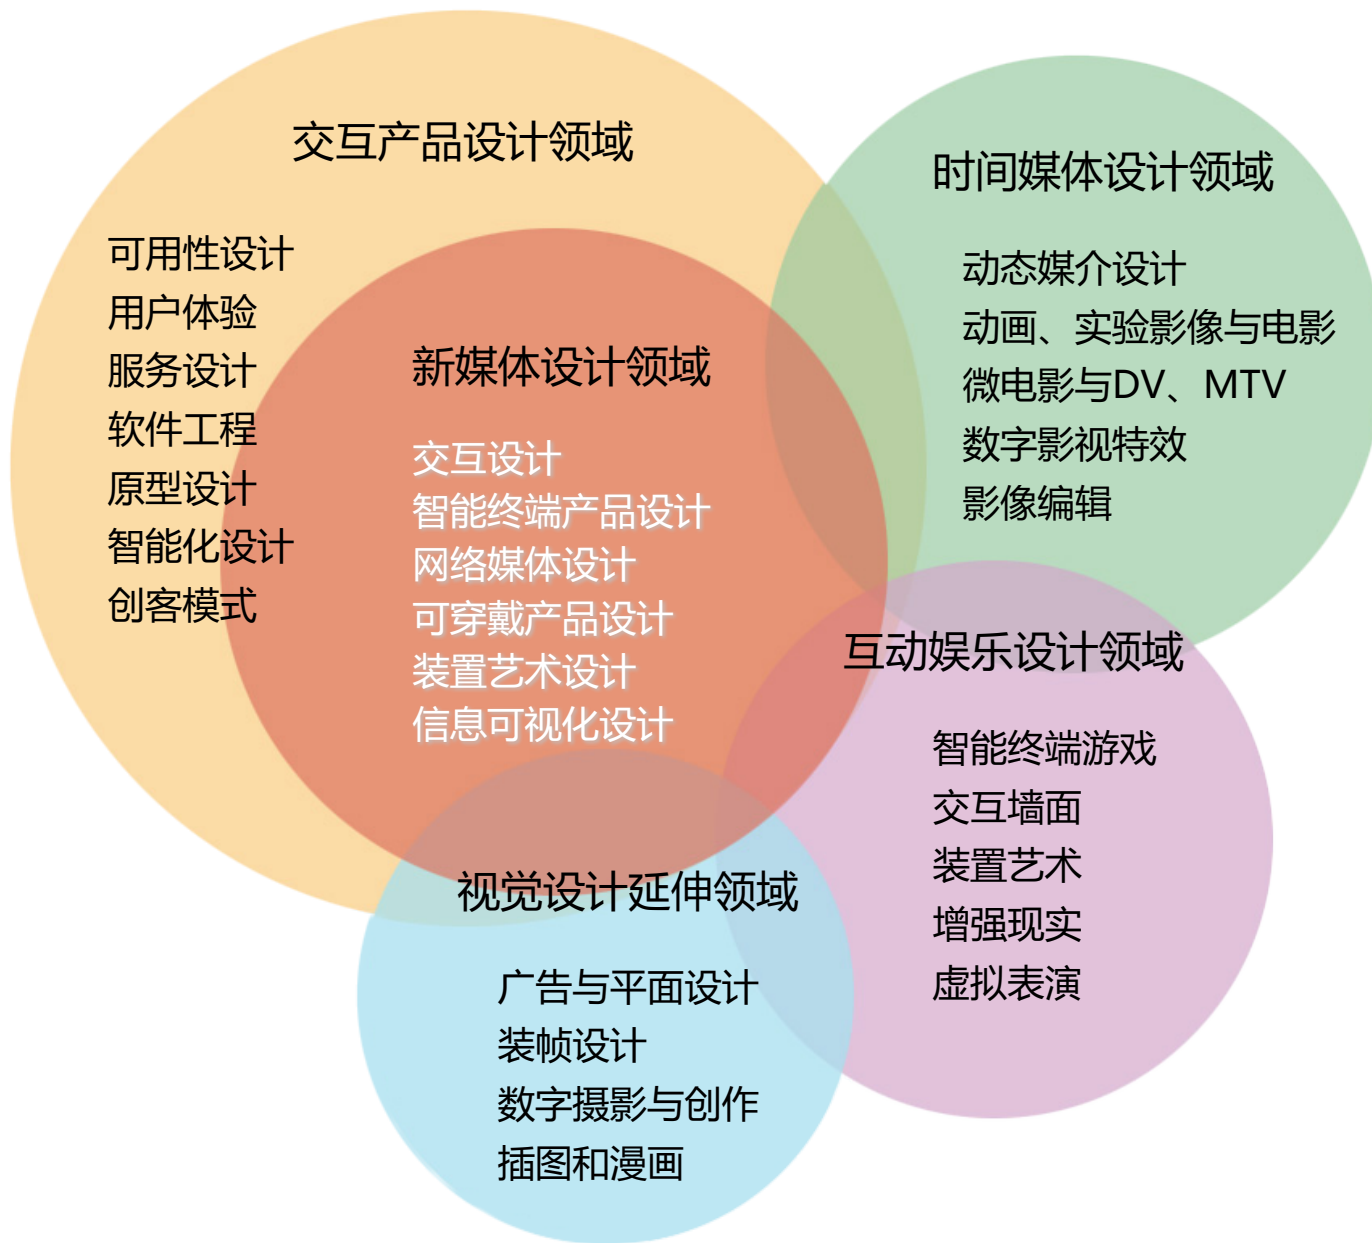 交互产品设计领域
可用性设计
用户体验
服务设计
软件工程
原型设计
智能化设计
创客模式
新媒体设计领域
交互设计
智能终端产品设计
网络媒体设计
可穿戴产品设计
装置艺术设计
信息可视化设计
时间媒体设计领域
动态媒介设计
动画、实验影像与电影
微电影与DV、MTV
数字影视特效
影像编辑
互动娱乐设计领域
智能终端游戏
交互墙面
装置艺术
增强现实
虚拟表演
视觉设计延伸领域
广告与平面设计
装帧设计
数字摄影与创作
插图和漫画